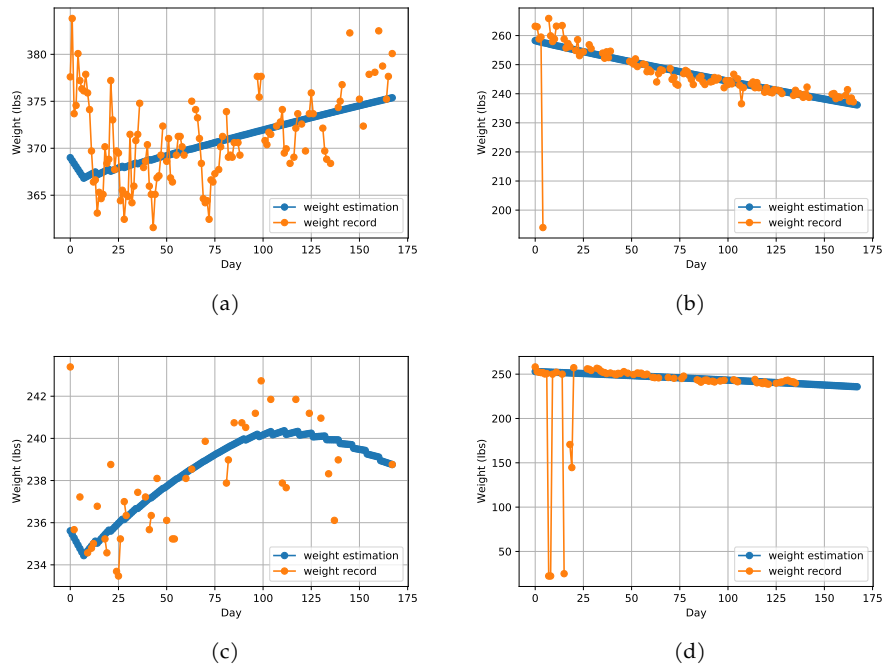 380
375
370
365
Weight (lbs)
weight estimation
weight record
0 25 50 75 100 125 150 175
Day
(a)
260
250
240
230
220
210
200
Weight (lbs)
weight estimation
weight record
0 25 50 75 100 125 150 175
Day
(b)
242
240
238
236
234
Weight (lbs)
weight estimation
weight record
0 25 50 75 100 125 150 175
Day
(c)
250
200
150
100
50
Weight (lbs)
weight estimation
weight record
0 25 50 75 100 125 150 175
Day
(d)